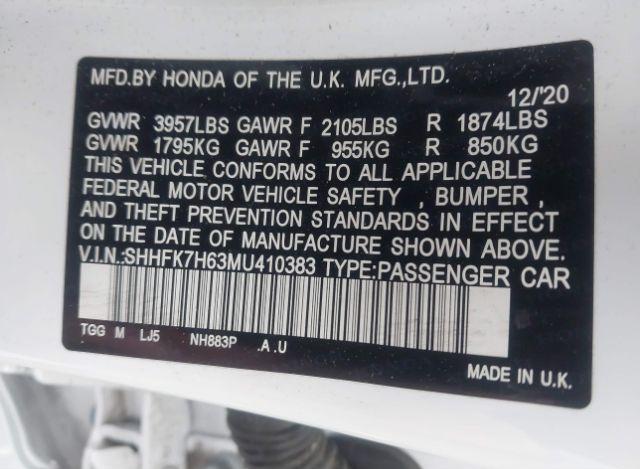 MFD.BY HONDA OF THE U.K. MFG.,LTD.
12/'20
GVWR 3957LBS GAWR F 2105LBS R 1874LBS
GVWR 1795KG GAWR F 955KG R 850KG
THIS VEHICLE CONFORMS TO ALL APPLICABLE
FEDERAL MOTOR VEHICLE SAFETY , BUMPER ,
AND THEFT PREVENTION STANDARDS IN EFFECT
ON THE DATE OF MANUFACTURE SHOWN ABOVE.
V.I.N.:SHHFK7H63MU410383 TYPE:PASSENGER CAR
TGG M LJ5 NH883P .A .U
MADE IN U.K.